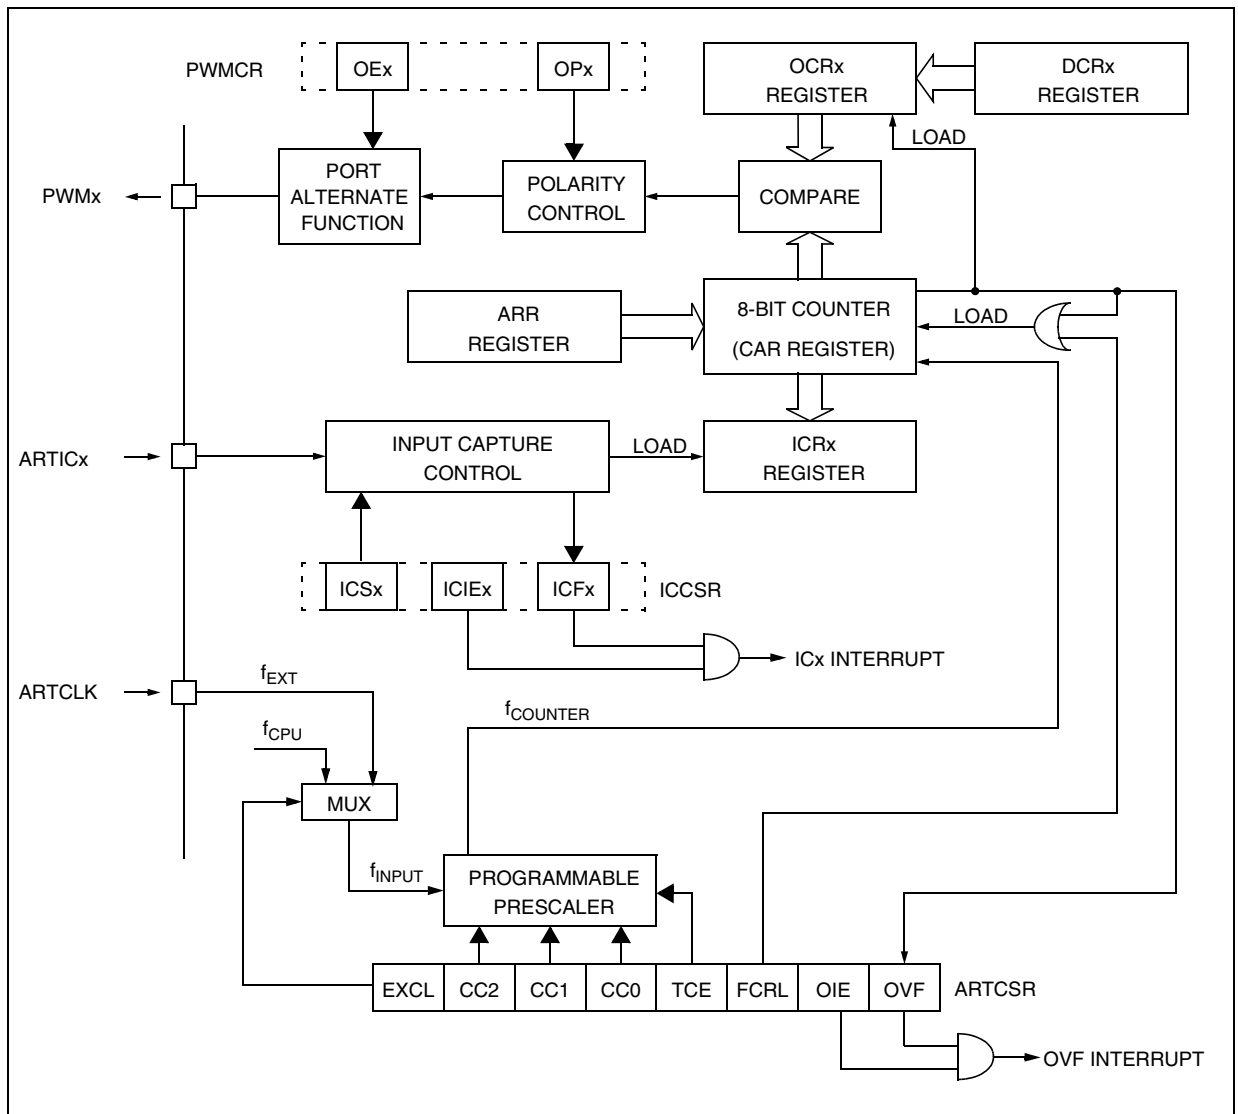 PWMCR
OEx
OPx
OCRx
REGISTER
DCRx
REGISTER
LOAD
PWMx
PORT
ALTERNATE
FUNCTION
POLARITY
CONTROL
COMPARE
ARR
REGISTER
8-BIT COUNTER
(CAR REGISTER)
LOAD
ARTICx
INPUT CAPTURE
CONTROL
LOAD
ICRx
REGISTER
ICSx
ICIEx
ICFx
ICCSR
ICx INTERRUPT
ARTCLK
fEXT
fCPU
fCOUNTER
MUX
fINPUT
PROGRAMMABLE
PRESCALER
EXCL
CC2
CC1
CC0
TCE
FCRL
OIE
OVF
ARTCSR
OVF INTERRUPT